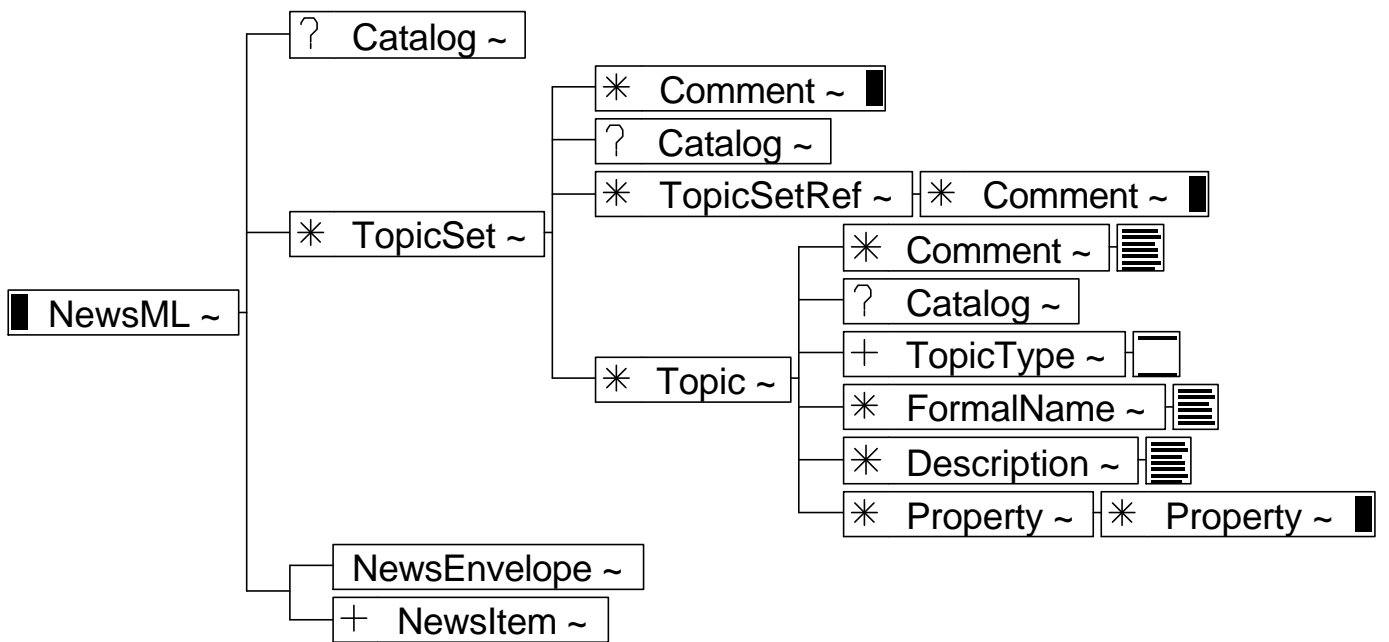 ? Catalog ~
* Comment ~
? Catalog ~
* TopicSetRef ~ * Comment ~
* TopicSet ~
* Comment ~
NewsML ~
? Catalog ~
+ TopicType ~
* Topic ~
* FormalName ~
* Description ~
* Property ~ * Property ~
NewsEnvelope ~
+ NewsItem ~